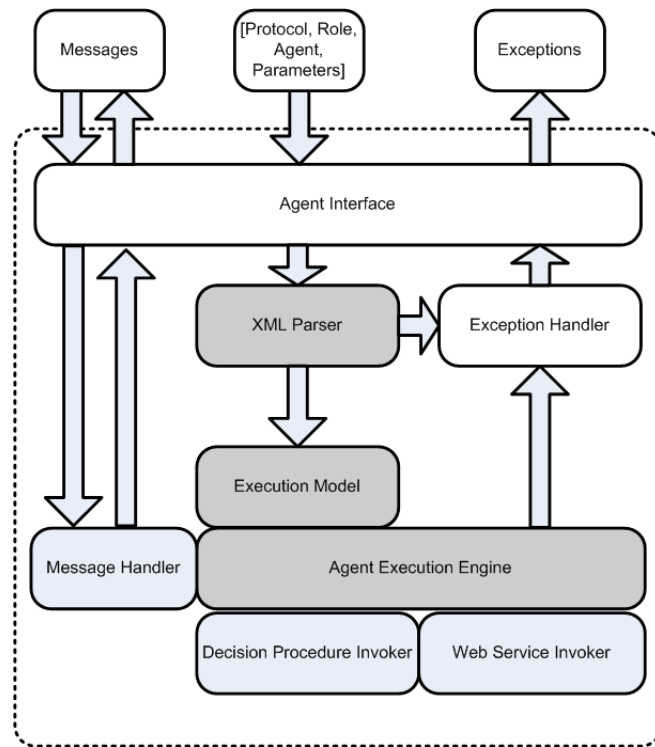 Messages
[Protocol, Role,
Agent,
Parameters]
Exceptions
Agent Interface
XML Parser
Exception Handler
Execution Model
Message Handler
Agent Execution Engine
Decision Procedure Invoker
Web Service Invoker